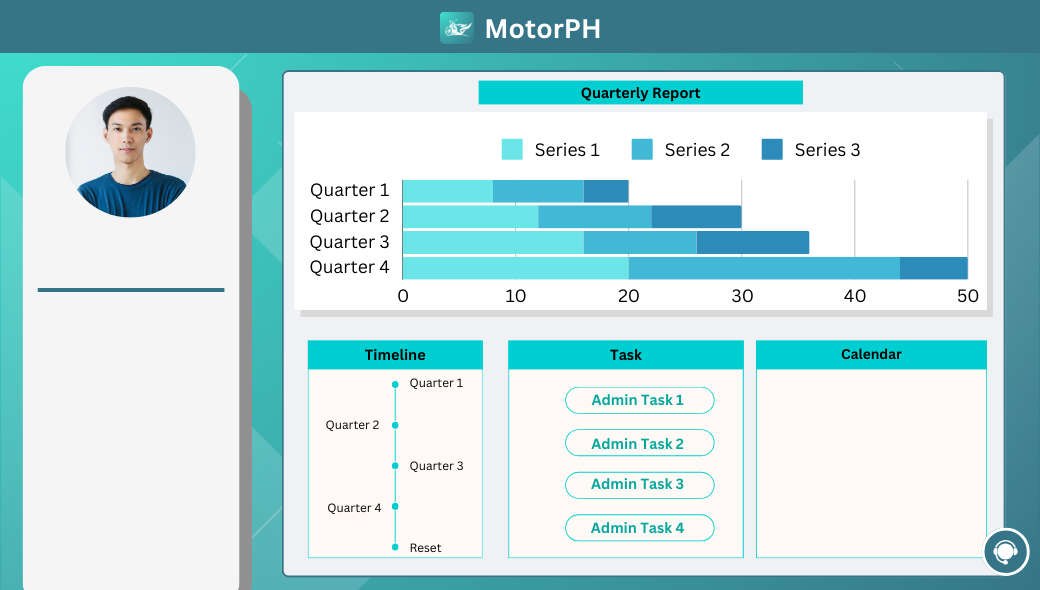 MotorPH
Quarterly Report
Series 1 Series 2 Series 3
Quarter 1
Quarter 2
Quarter 3
Quarter 4
0 10 20 30 40 50
Timeline
Quarter 1
Quarter 2
Quarter 3
Quarter 4
Reset
Task
Admin Task 1
Admin Task 2
Admin Task 3
Admin Task 4
Calendar